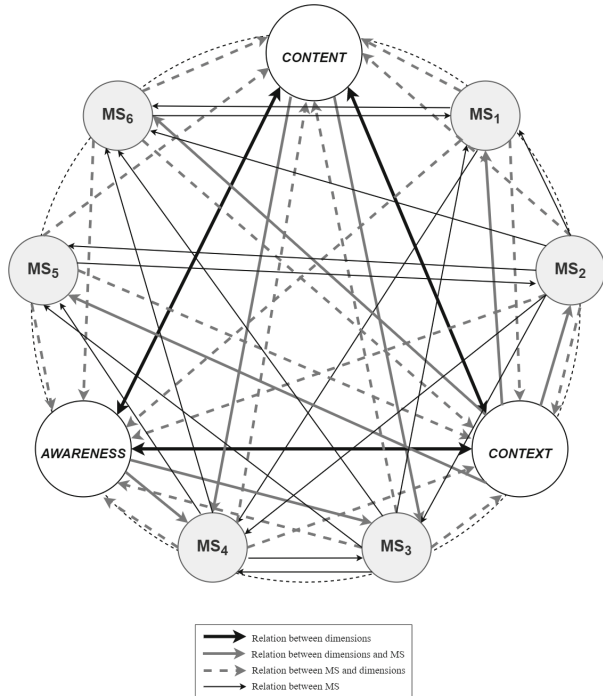 CONTENT
MS6
MS1
MS5
MS2
AWARENESS
CONTEXT
MS4
MS3
Relation between dimensions
Relation between dimensions and MS
Relation between MS and dimensions
Relation between MS